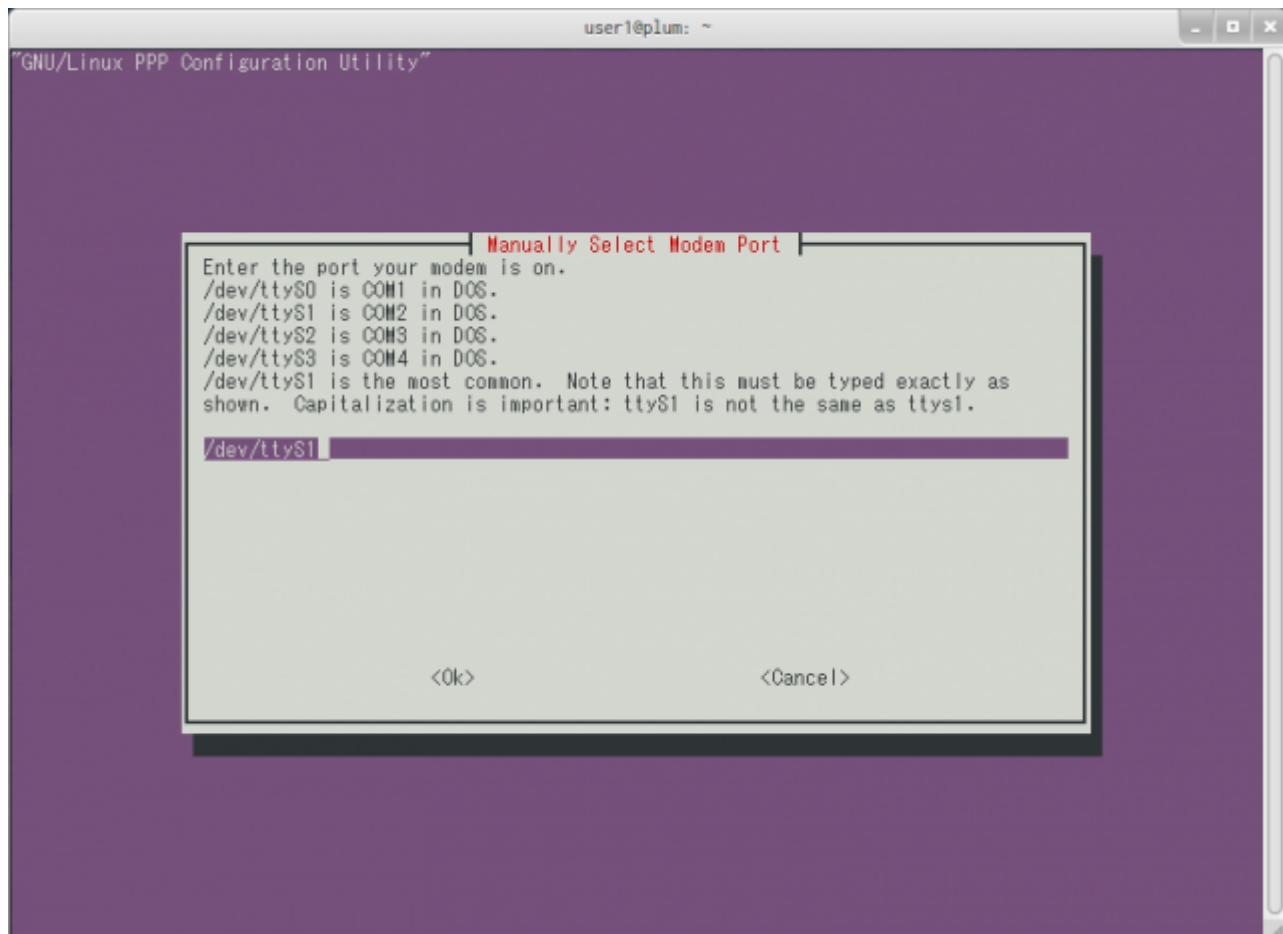 user1@plum: ~
"GNU/Linux PPP Configuration Utility"
Manually Select Modem Port
Enter the port your modem is on.
/dev/ttyS0 is COM1 in DOS.
/dev/ttyS1 is COM2 in DOS.
/dev/ttyS2 is COM3 in DOS.
/dev/ttyS3 is COM4 in DOS.
/dev/ttyS1 is the most common.  Note that this must be typed exactly as
shown.  Capitalization is important: ttyS1 is not the same as ttys1.
/dev/ttyS1
<Ok> <Cancel>